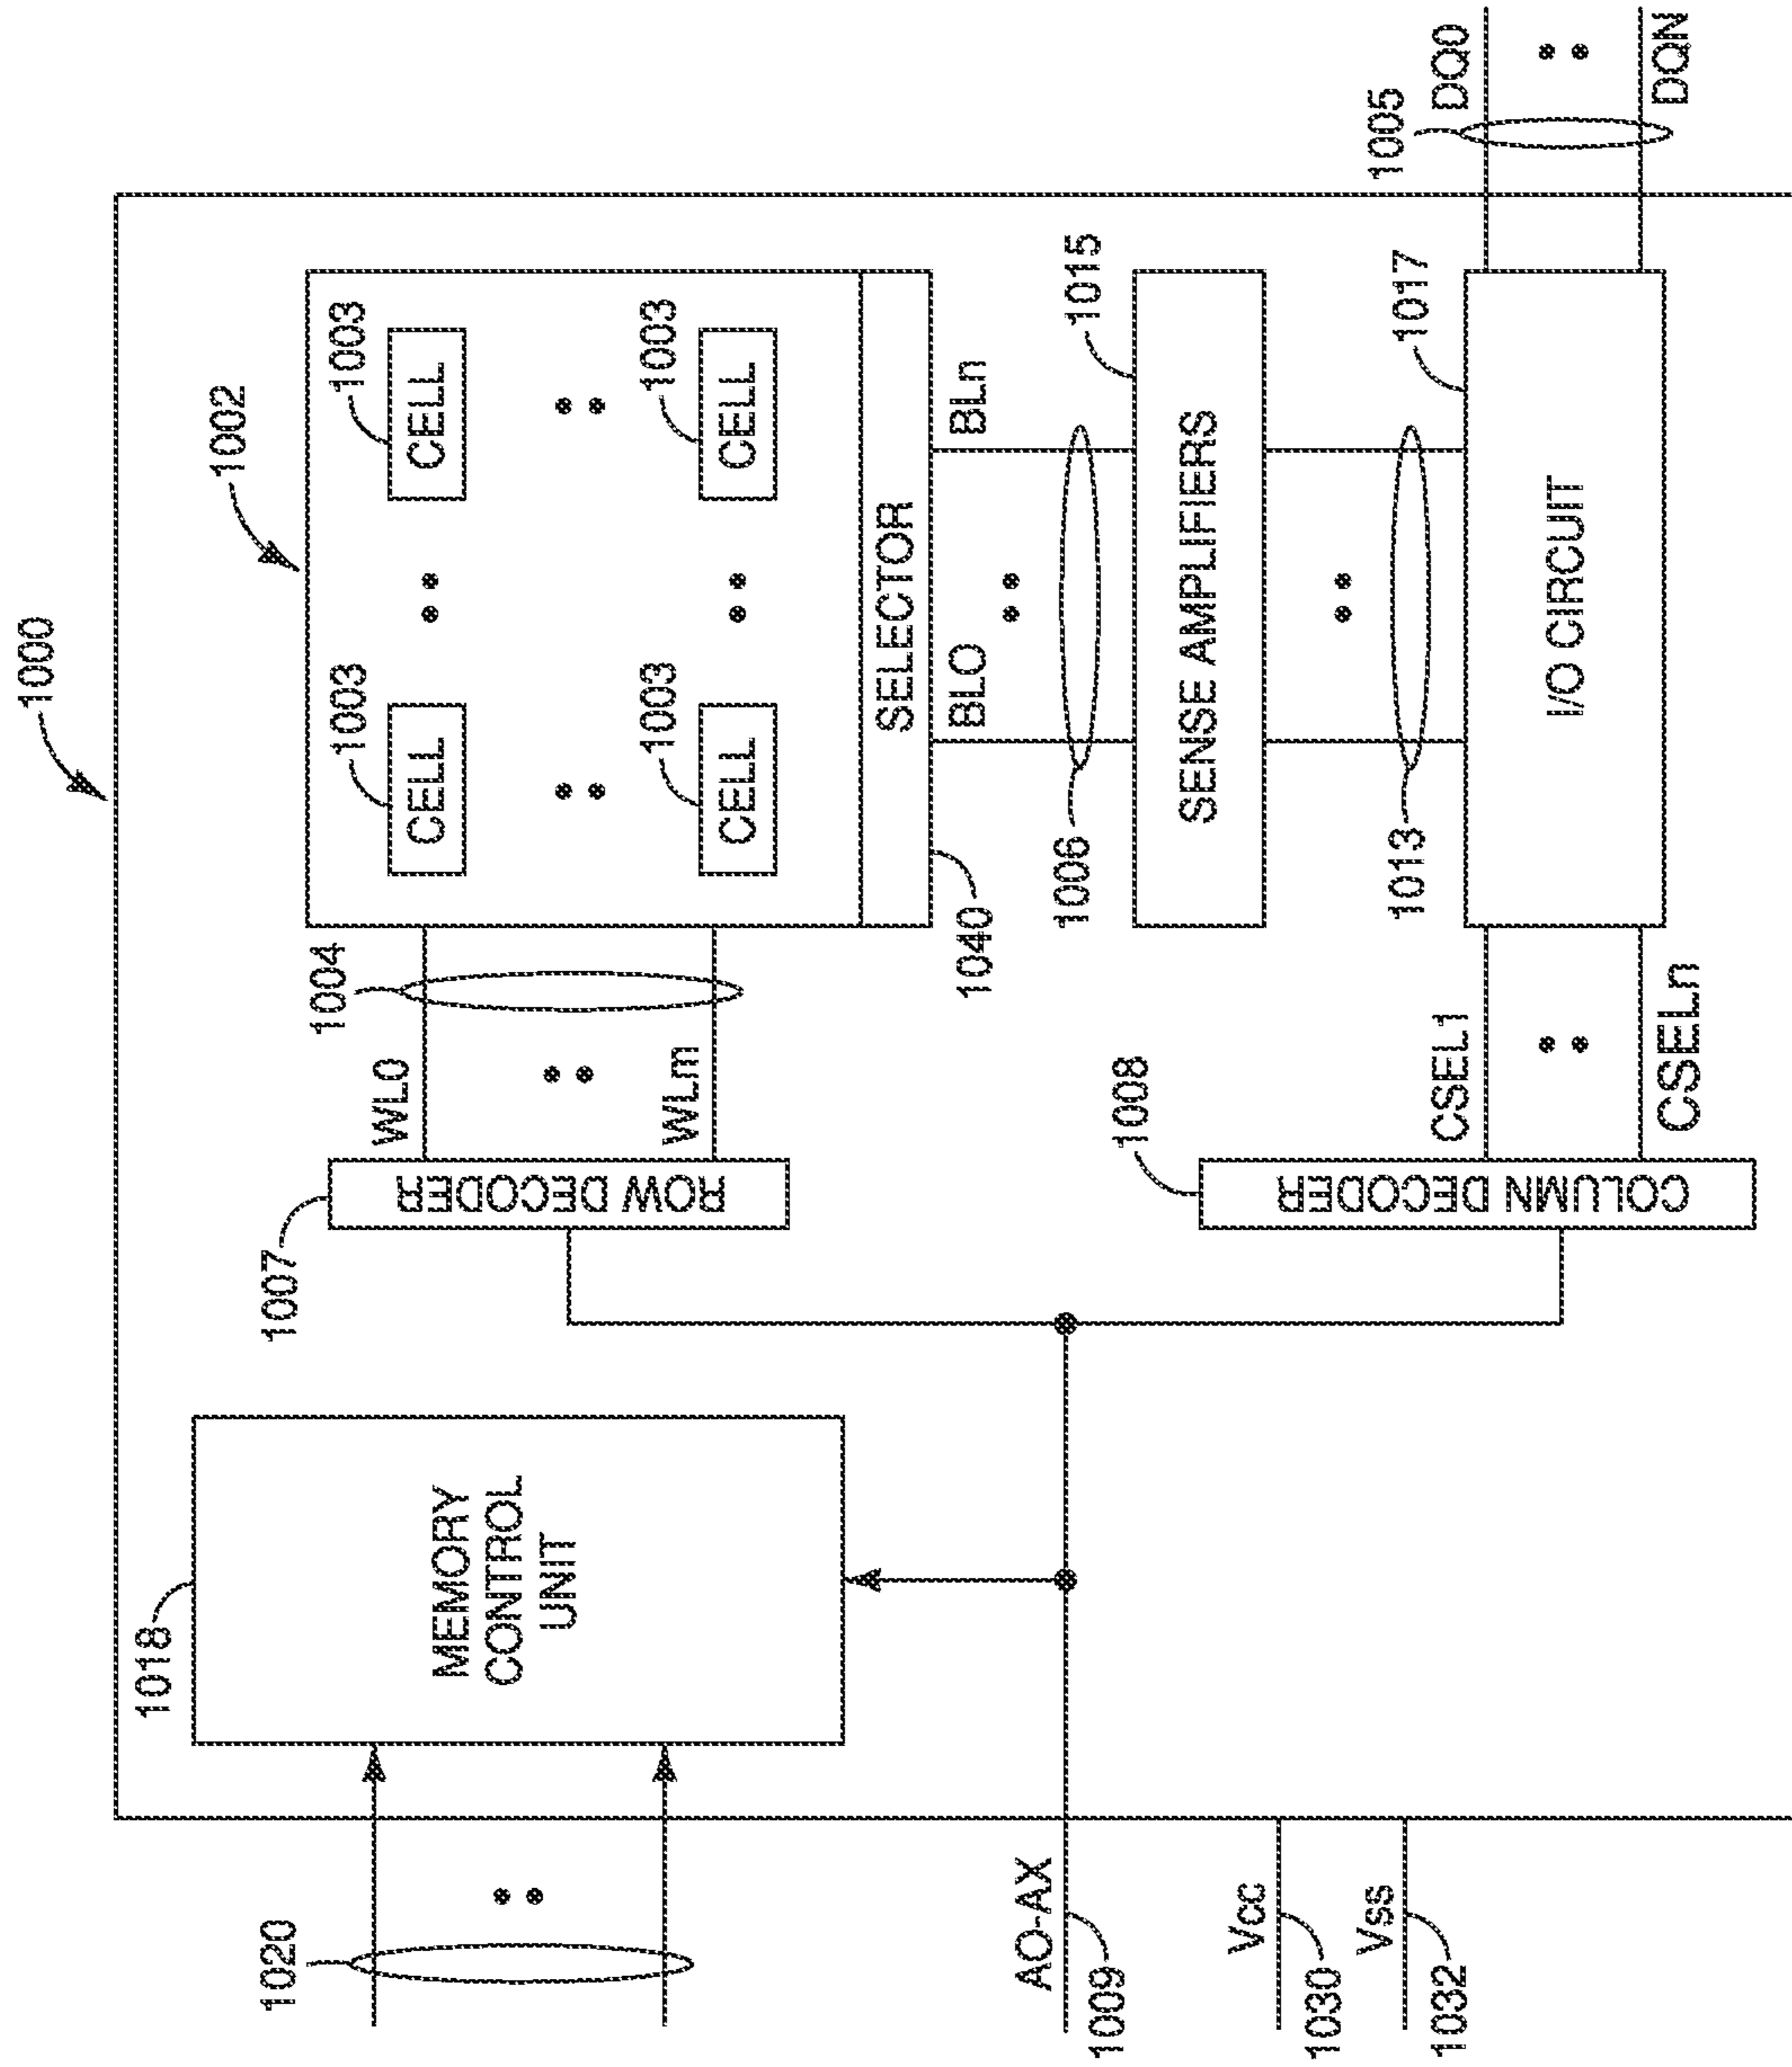 1000
1002
1003
1003
CELL
CELL
1003
1003
CELL
CELL
SELECTOR
1040
1004
WL0
WLm
1007
ROW DECODER
1018
MEMORY
CONTROL
UNIT
1020
BLO
BLn
1006
1015
SENSE AMPLIFIERS
1013
1017
I/O CIRCUIT
1005
DQ0
DQN
1008
CSEL1
CSELn
COLUMN DECODER
AO-AX
1009
Vcc
1030
Vss
1032